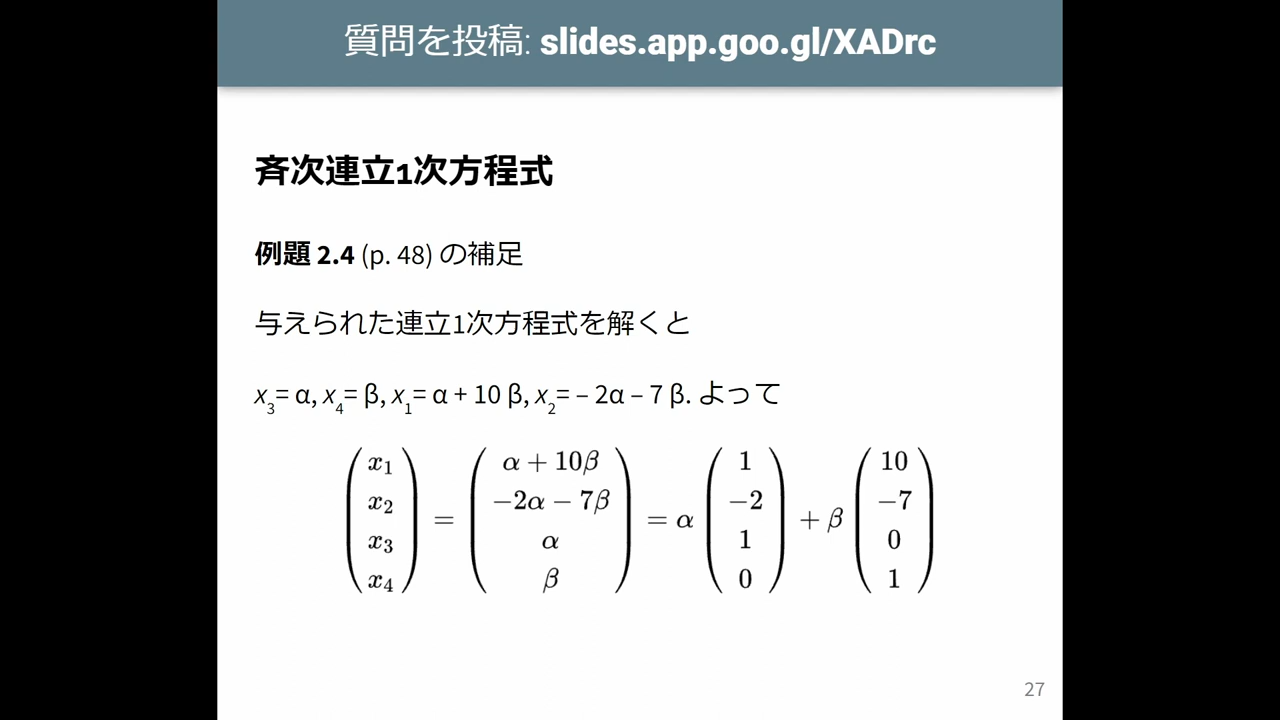 質問を投稿: slides.app.goo.gl/XADrc
斉次連立1次方程式
例題 2.4 (p. 48) の補足
与えられた連立1次方程式を解くと
x₃= α, x₄= β, x₁= α + 10 β, x₂= – 2α – 7 β. よって
(x₁ x₂ x₃ x₄) = (α + 10β −2α − 7β α β) = α (1 −2 1 0) + β (10 −7 0 1)
27